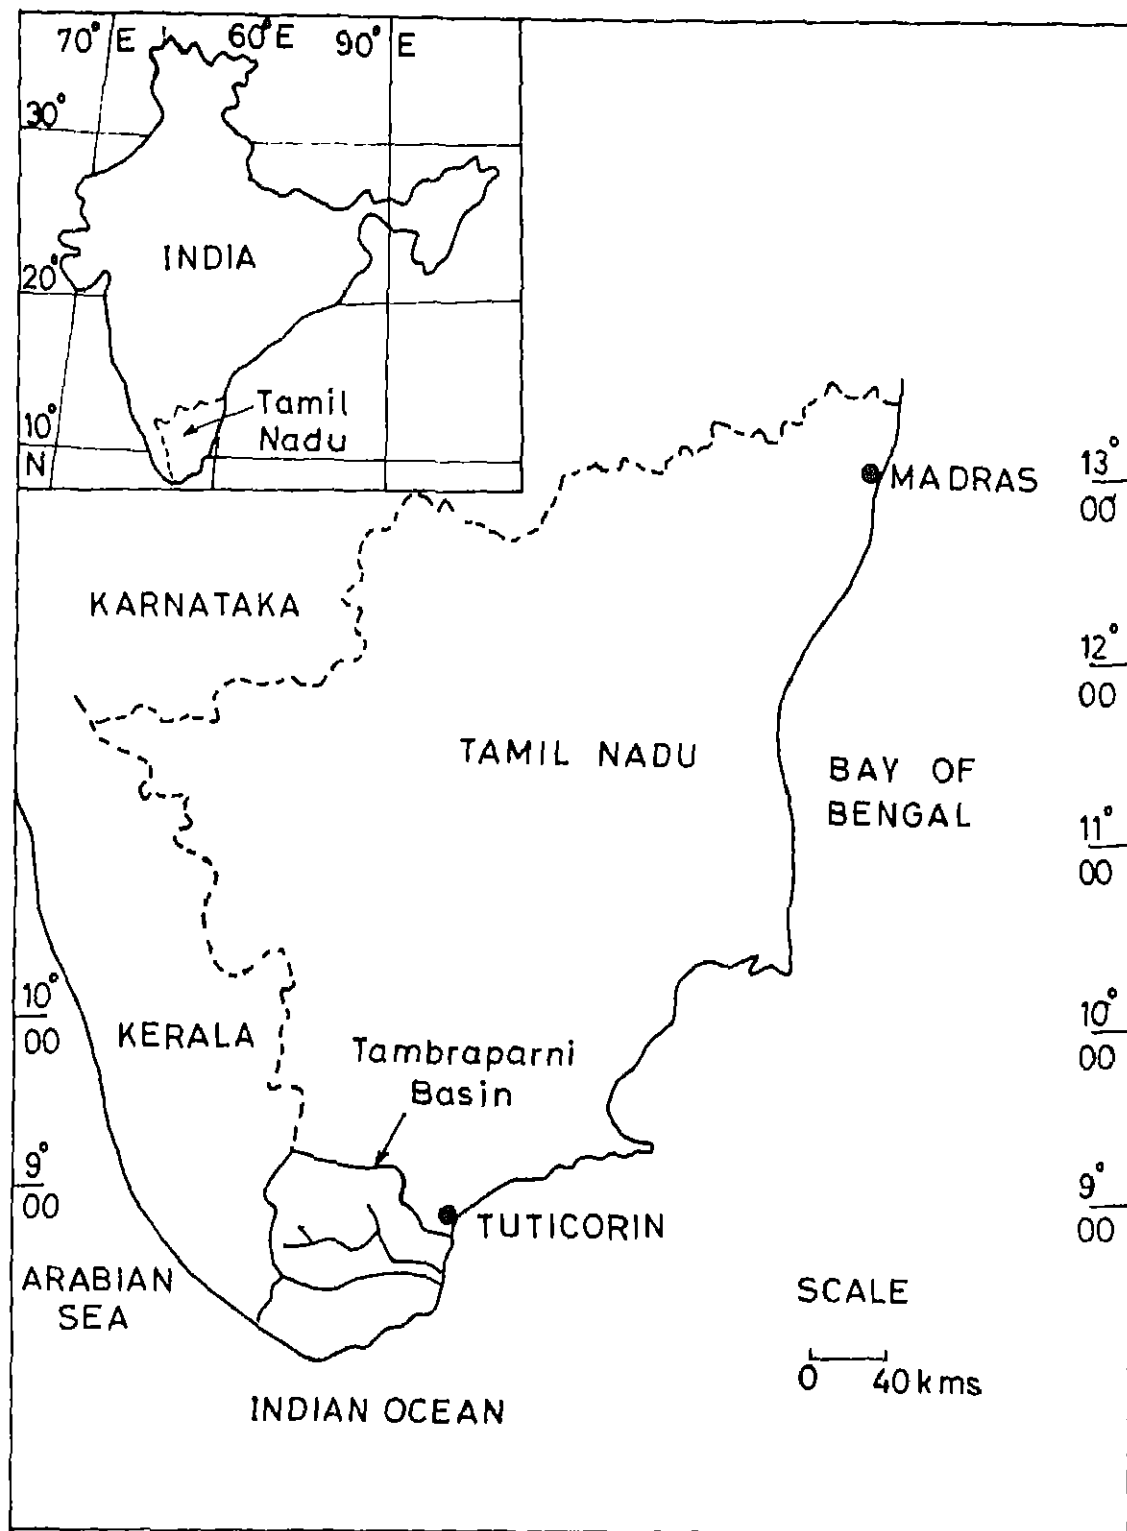 70° E 60° E 90° E
30°
INDIA
20°
Tamil
Nadu
10°
N
MADRAS
13°
00
KARNATAKA
12°
00
TAMIL NADU
BAY OF
BENGAL
11°
00
10°
00
KERALA
10°
00
Tambraparni
Basin
9°
00
9°
00
TUTICORIN
ARABIAN
SEA
SCALE
0 40 kms
INDIAN OCEAN